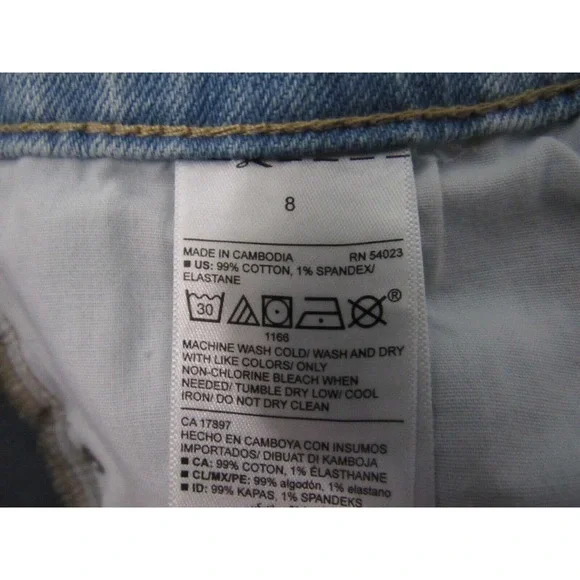 8
MADE IN CAMBODIA RN 54023
■ US: 99% COTTON, 1% SPANDEX/
ELASTANE
30
®
1166
MACHINE WASH COLD/ WASH AND DRY
WITH LIKE COLORS/ ONLY
NON-CHLORINE BLEACH WHEN
NEEDED/ TUMBLE DRY LOW/ COOL
IRON/ DO NOT DRY CLEAN
CA 17897
HECHO EN CAMBOYA CON INSUMOS
IMPORTADOS/ DIBUAT DI KAMBOJA
■ CA: 99% COTTON, 1% ÉLASTHANNE
■ CL/MX/PE: 99% algodón, 1% elastano
■ ID: 99% KAPAS, 1% SPANDEKS